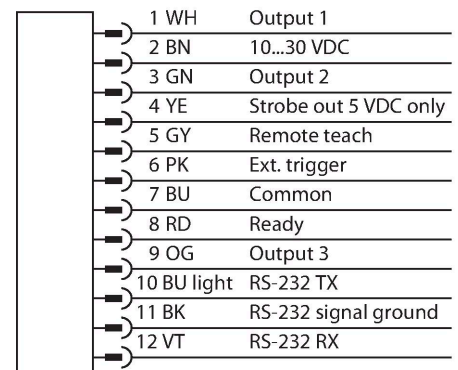 1 WH Output 1
2 BN 10...30 VDC
3 GN Output 2
4 YE Strobe out 5 VDC only
5 GY Remote teach
6 PK Ext. trigger
7 BU Common
8 RD Ready
9 OG Output 3
10 BU light RS-232 TX
11 BK RS-232 signal ground
12 VT RS-232 RX